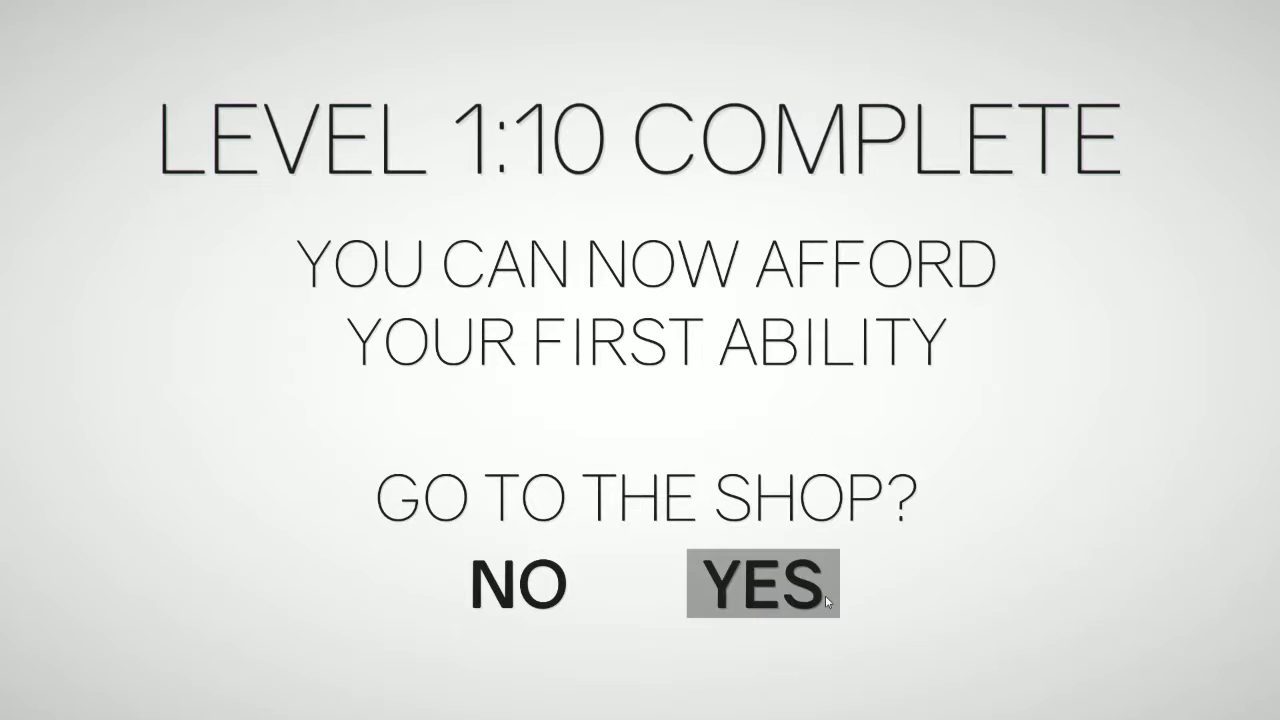 LEVEL 1:10 COMPLETE
YOU CAN NOW AFFORD
YOUR FIRST ABILITY
GO TO THE SHOP?
NO YES